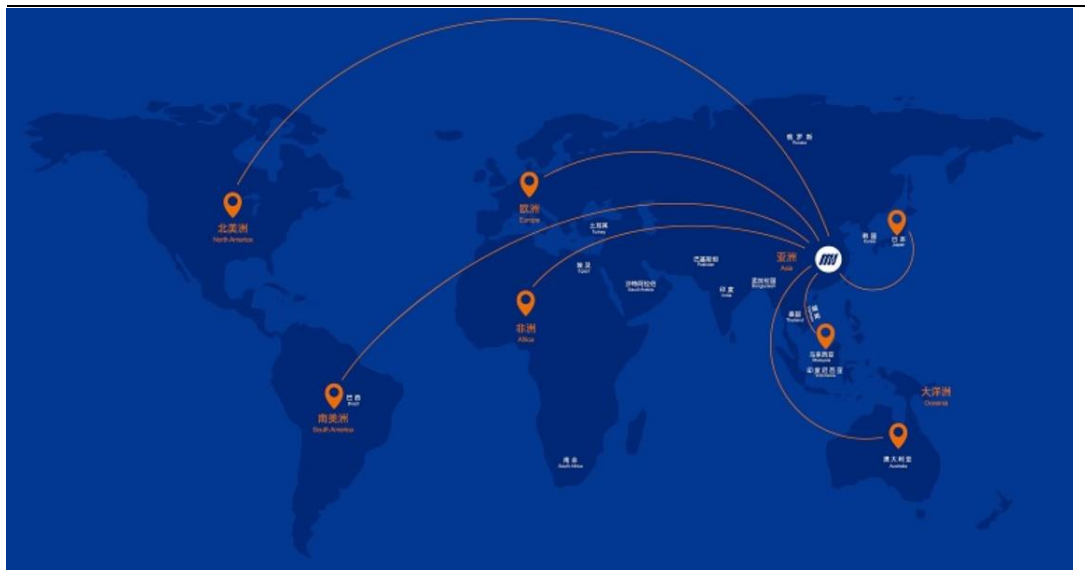 俄罗斯
Russia
欧洲
Europe
北美洲
North America
土耳其
Turkey
韩国
Korea
日本
Japan
埃及
Egypt
巴基斯坦
Pakistan
亚洲
Asia
沙特阿拉伯
Saudi Arabia
印度
India
孟加拉国
Bangladesh
泰国
Thailand
越南
非洲
Africa
马来西亚
Malaysia
印度尼西亚
Indonesia
巴西
Brazil
南美洲
South America
大洋洲
Oceania
南非
South Africa
澳大利亚
Australia